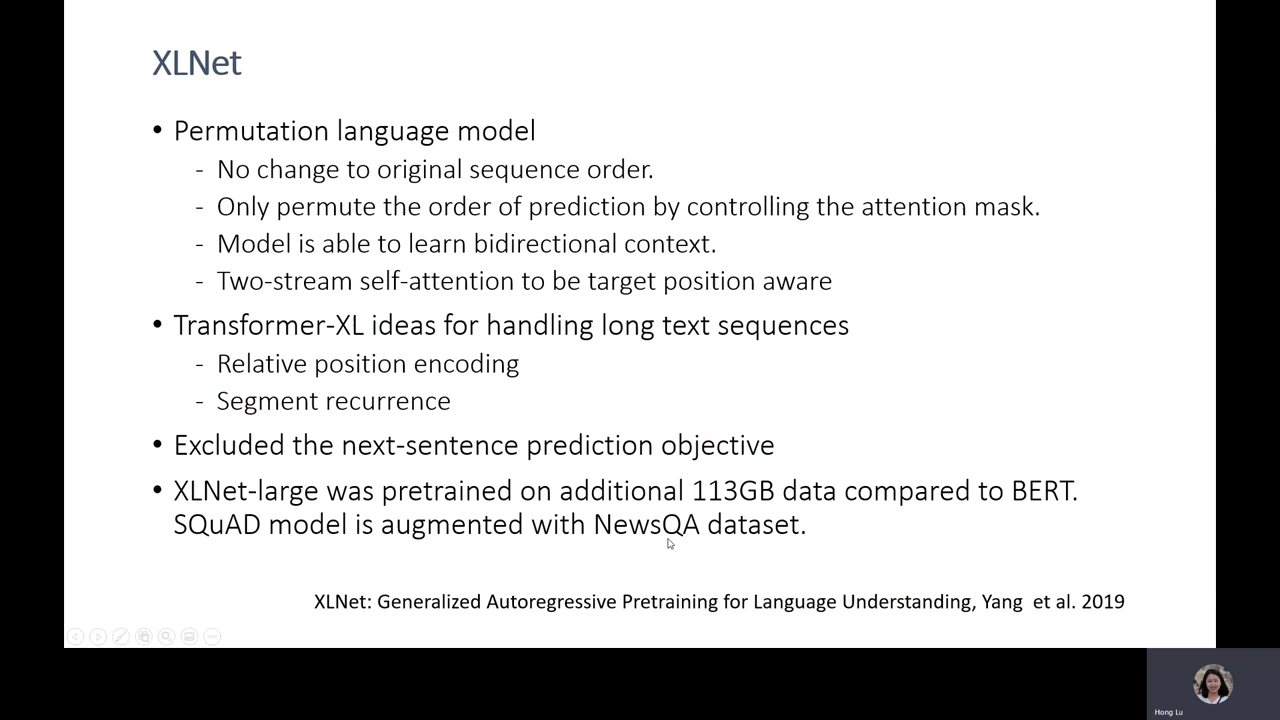 XLNet
• Permutation language model
- No change to original sequence order.
- Only permute the order of prediction by controlling the attention mask.
- Model is able to learn bidirectional context.
- Two-stream self-attention to be target position aware
• Transformer-XL ideas for handling long text sequences
- Relative position encoding
- Segment recurrence
• Excluded the next-sentence prediction objective
• XLNet-large was pretrained on additional 113GB data compared to BERT.
SQuAD model is augmented with NewsQA dataset.
XLNet: Generalized Autoregressive Pretraining for Language Understanding, Yang et al. 2019
Hong Lu